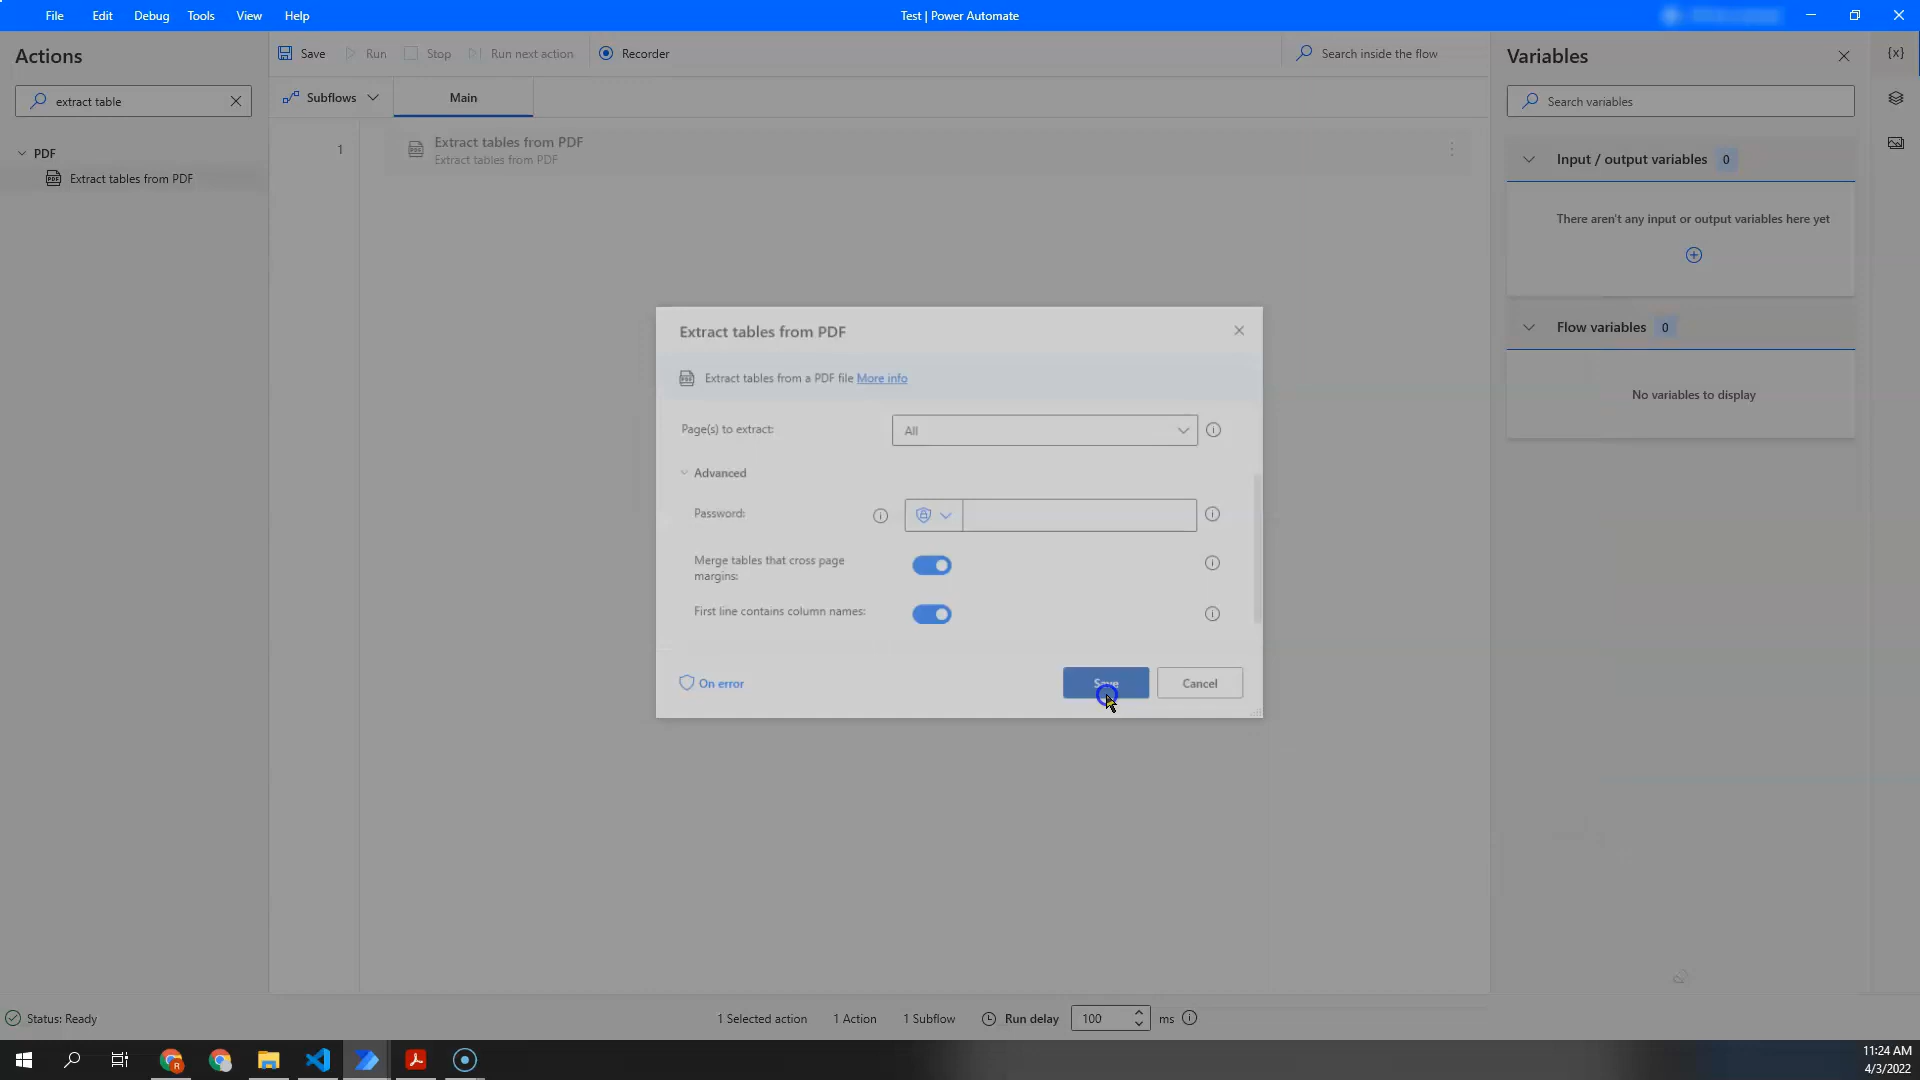 File Edit Debug Tools View Help
Test | Power Automate
Actions
extract table
PDF
Extract tables from PDF
Save Run Stop Run next action Recorder
Search inside the flow
Subflows Main
1
Extract tables from PDF
Extract tables from PDF
Extract tables from PDF
Extract tables from a PDF file More info
Page(s) to extract: All
Advanced
Password:
Merge tables that cross page
margins:
First line contains column names:
On error
Save Cancel
Variables
{x}
Search variables
Input / output variables 0
There aren't any input or output variables here yet
Flow variables 0
No variables to display
Status: Ready
1 Selected action 1 Action 1 Subflow Run delay 100 ms
11:24 AM
4/3/2022